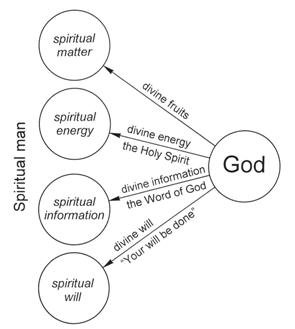 Spiritual man
spiritual
matter
spiritual
energy
spiritual
information
spiritual
will
divine fruits
divine energy
the Holy Spirit
divine information
the Word of God
divine will
"Your will be done"
God